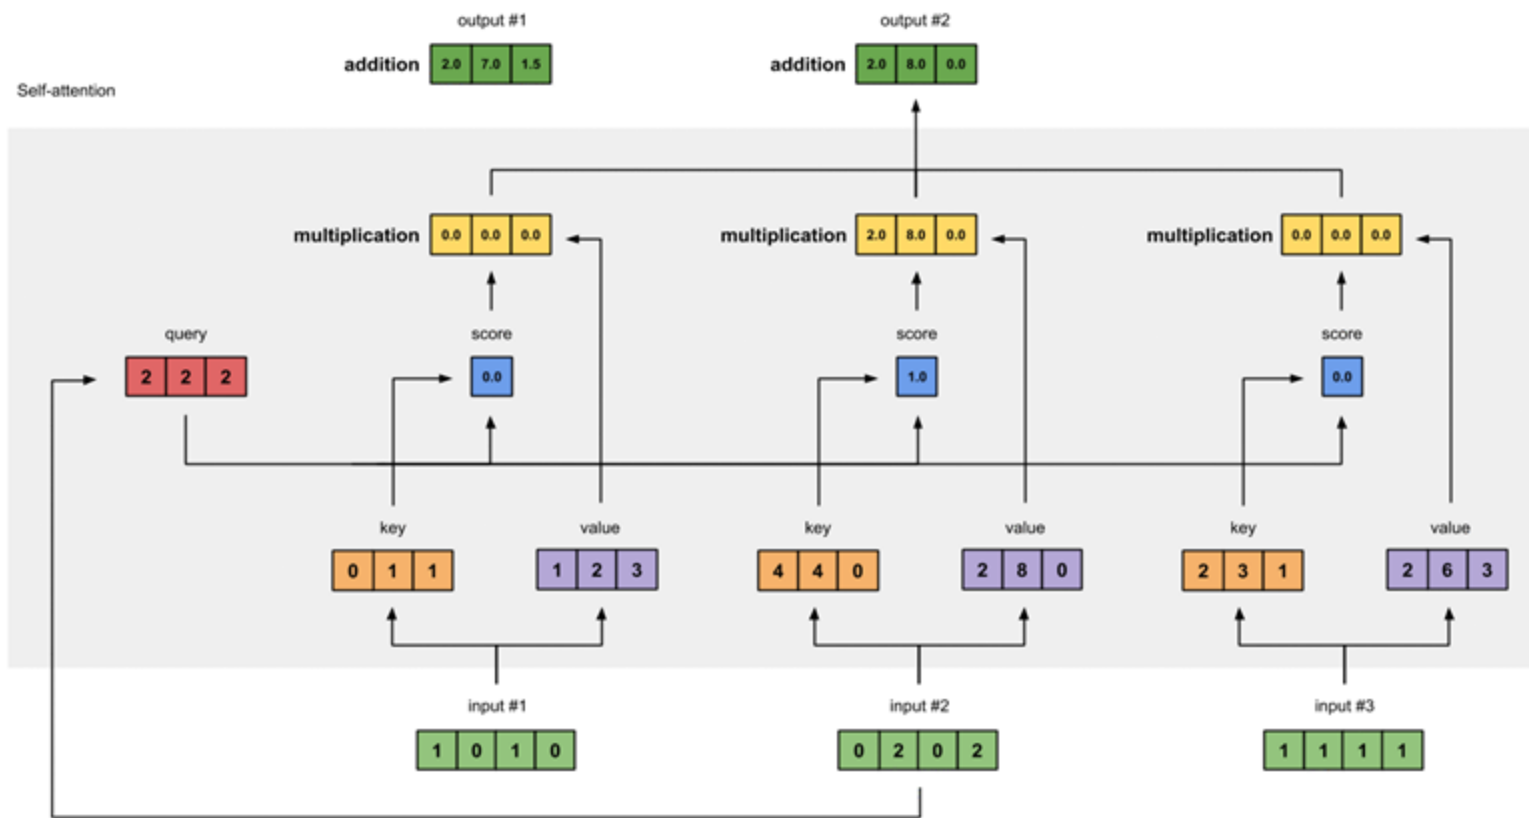 output #1
output #2
addition 2.0 7.0 1.5
addition 2.0 8.0 0.0
Self-attention
multiplication 0.0 0.0 0.0
multiplication 2.0 8.0 0.0
multiplication 0.0 0.0 0.0
query
score
score
score
2 2 2
0.0
1.0
0.0
key
value
key
value
key
value
0 1 1
1 2 3
4 4 0
2 8 0
2 3 1
2 6 3
input #1
input #2
input #3
1 0 1 0
0 2 0 2
1 1 1 1